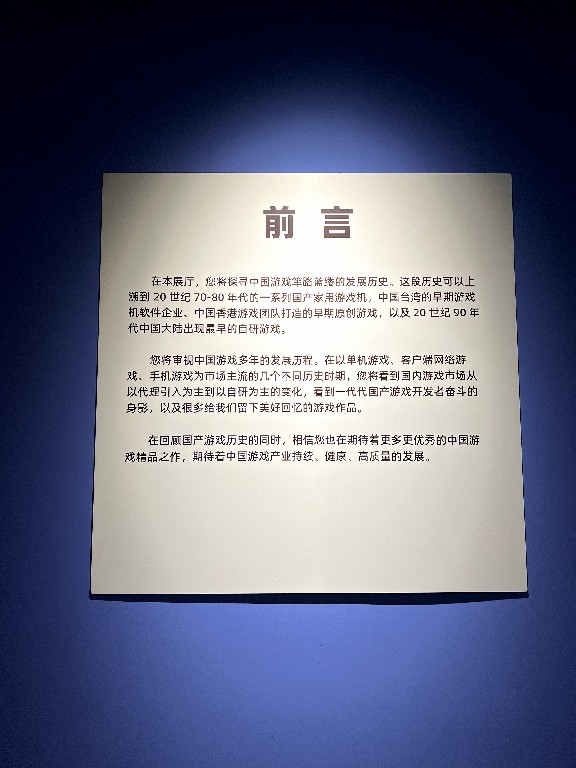 前言
在本展厅，您将探寻中国游戏筚路蓝缕的发展历史。这段历史可以上
溯到 20 世纪 70-80 年代的一系列国产家用游戏机，中国台湾的早期游戏
机软件企业、中国香港游戏团队打造的早期原创游戏，以及 20 世纪 90 年
代中国大陆出现最早的自研游戏。
您将审视中国游戏多年的发展历程。在以单机游戏、客户端网络游
戏、手机游戏为市场主流的几个不同历史时期，您将看到国内游戏市场从
以代理引入为主到以自研为主的变化，看到一代代国产游戏开发者奋斗的
身影，以及很多给我们留下美好回忆的游戏作品。
在回顾国产游戏历史的同时，相信您也在期待着更多更优秀的中国游
戏精品之作，期待着中国游戏产业持续、健康、高质量的发展。